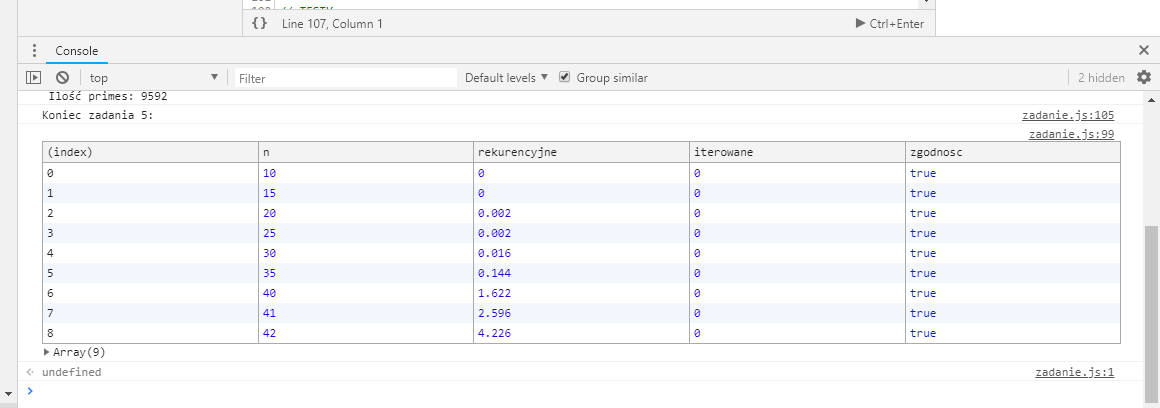 {} Line 107, Column 1 Ctrl+Enter
Console
top Filter Default levels Group similar 2 hidden
Ilość primes: 9592
Koniec zadania 5: zadanie.js:105
zadanie.js:99
(index) n rekurencyjne iterowane zgodnosc
0 10 0 0 true
1 15 0 0 true
2 20 0.002 0 true
3 25 0.002 0 true
4 30 0.016 0 true
5 35 0.144 0 true
6 40 1.622 0 true
7 41 2.596 0 true
8 42 4.226 0 true
Array(9)
undefined zadanie.js:1